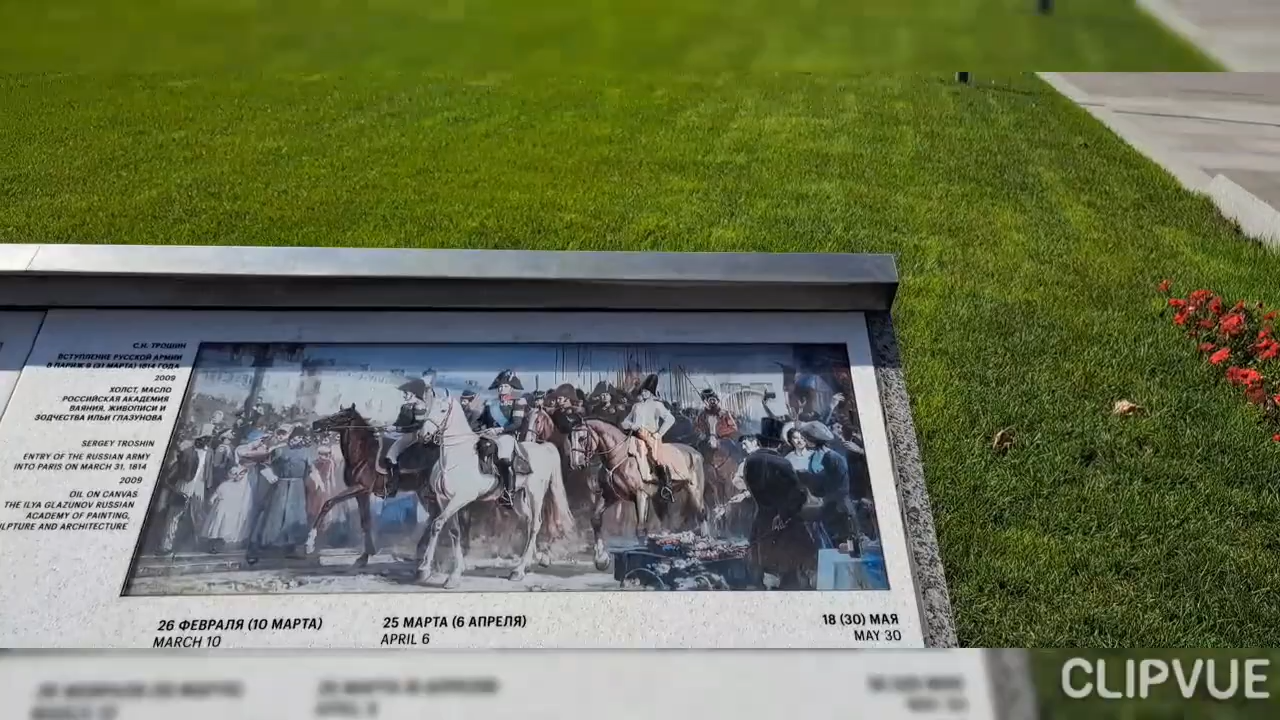 С.Н. ТРОШИН
ВСТУПЛЕНИЕ РУССКОЙ АРМИИ
В ПАРИЖ 9 (31 МАРТА) 1814 ГОДА
2009
ХОЛСТ, МАСЛО
РОССИЙСКАЯ АКАДЕМИЯ
ВАЯНИЯ, ЖИВОПИСИ И
ЗОДЧЕСТВА ИЛЬИ ГЛАЗУНОВА
SERGEY TROSHIN
ENTRY OF THE RUSSIAN ARMY
INTO PARIS ON MARCH 31, 1814
2009
OIL ON CANVAS
THE ILYA GLAZUNOV RUSSIAN
ACADEMY OF PAINTING,
LPTURE AND ARCHITECTURE
26 ФЕВРАЛЯ (10 МАРТА)
MARCH 10
25 МАРТА (6 АПРЕЛЯ)
APRIL 6
18 (30) МАЯ
MAY 30
CLIPVUE